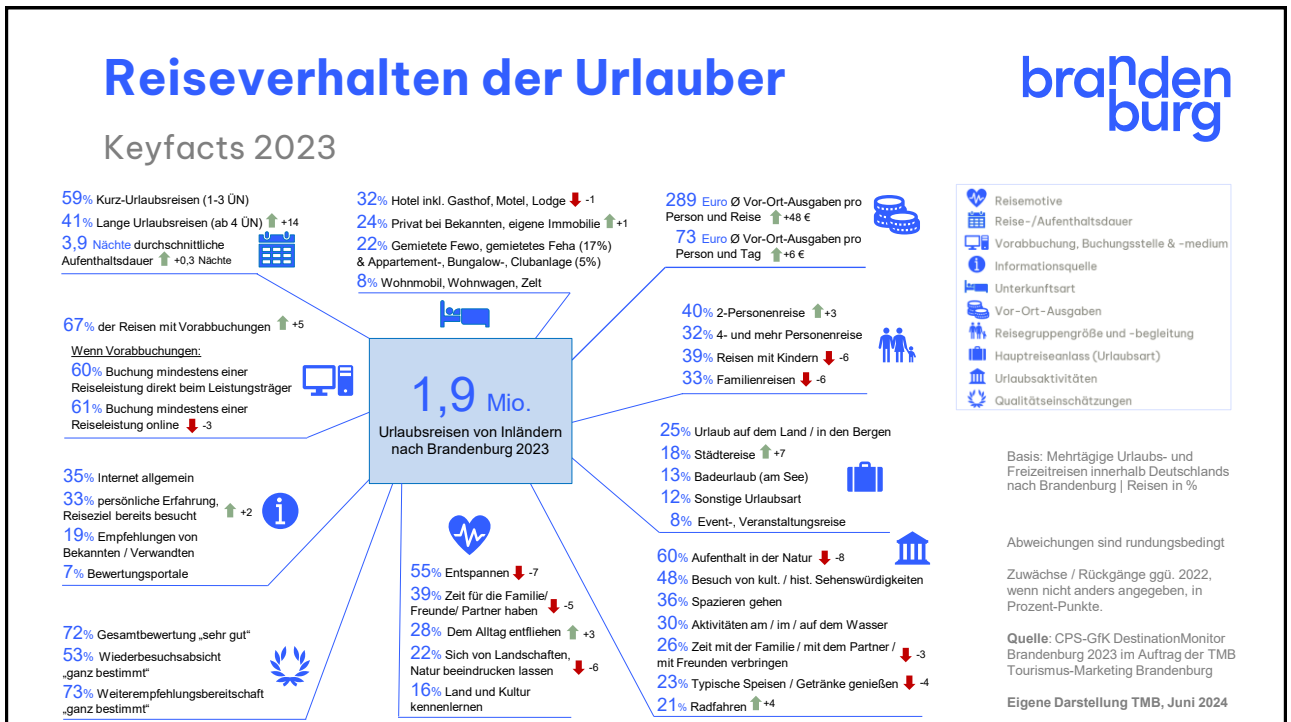 Reiseverhalten der Urlauber
Keyfacts 2023
branden
burg
59% Kurz-Urlaubsreisen (1-3 ÜN)
41% Lange Urlaubsreisen (ab 4 ÜN) +14
3,9 Nächte durchschnittliche
Aufenthaltsdauer +0,3 Nächte
32% Hotel inkl. Gasthof, Motel, Lodge -1
24% Privat bei Bekannten, eigene Immobilie +1
22% Gemietete Fewo, gemietetes Feha (17%)
& Appartement-, Bungalow-, Clubanlage (5%)
8% Wohnmobil, Wohnwagen, Zelt
289 Euro Ø Vor-Ort-Ausgaben pro
Person und Reise +48 €
73 Euro Ø Vor-Ort-Ausgaben pro
Person und Tag +6 €
Reisemotive
Reise-/Aufenthaltsdauer
Vorabbuchung, Buchungsstelle & -medium
Informationsquelle
Unterkunftsart
Vor-Ort-Ausgaben
Reisegruppengröße und -begleitung
Hauptreiseanlass (Urlaubsart)
Urlaubsaktivitäten
Qualitätseinschätzungen
67% der Reisen mit Vorabbuchungen +5
Wenn Vorabbuchungen:
60% Buchung mindestens einer
Reiseleistung direkt beim Leistungsträger
61% Buchung mindestens einer
Reiseleistung online -3
1,9 Mio.
Urlaubsreisen von Inländern
nach Brandenburg 2023
40% 2-Personenreise +3
32% 4- und mehr Personenreise
39% Reisen mit Kindern -6
33% Familienreisen -6
35% Internet allgemein
33% persönliche Erfahrung,
Reiseziel bereits besucht +2
19% Empfehlungen von
Bekannten / Verwandten
7% Bewertungsportale
25% Urlaub auf dem Land / in den Bergen
18% Städtereise +7
13% Badeurlaub (am See)
12% Sonstige Urlaubsart
8% Event-, Veranstaltungsreise
72% Gesamtbewertung „sehr gut“
53% Wiederbesuchsabsicht
„ganz bestimmt“
73% Weiterempfehlungsbereitschaft
„ganz bestimmt“
55% Entspannen -7
39% Zeit für die Familie/
Freunde/ Partner haben -5
28% Dem Alltag entfliehen +3
22% Sich von Landschaften,
Natur beeindrucken lassen -6
16% Land und Kultur
kennenlernen
60% Aufenthalt in der Natur -8
48% Besuch von kult. / hist. Sehenswürdigkeiten
36% Spazieren gehen
30% Aktivitäten am / im / auf dem Wasser
26% Zeit mit der Familie / mit dem Partner /
mit Freunden verbringen -3
23% Typische Speisen / Getränke genießen -4
21% Radfahren +4
Basis: Mehrtägige Urlaubs- und
Freizeitreisen innerhalb Deutschlands
nach Brandenburg | Reisen in %
Abweichungen sind rundungsbedingt
Zuwächse / Rückgänge ggü. 2022,
wenn nicht anders angegeben, in
Prozent-Punkte.
Quelle: CPS-GfK DestinationMonitor
Brandenburg 2023 im Auftrag der TMB
Tourismus-Marketing Brandenburg
Eigene Darstellung TMB, Juni 2024